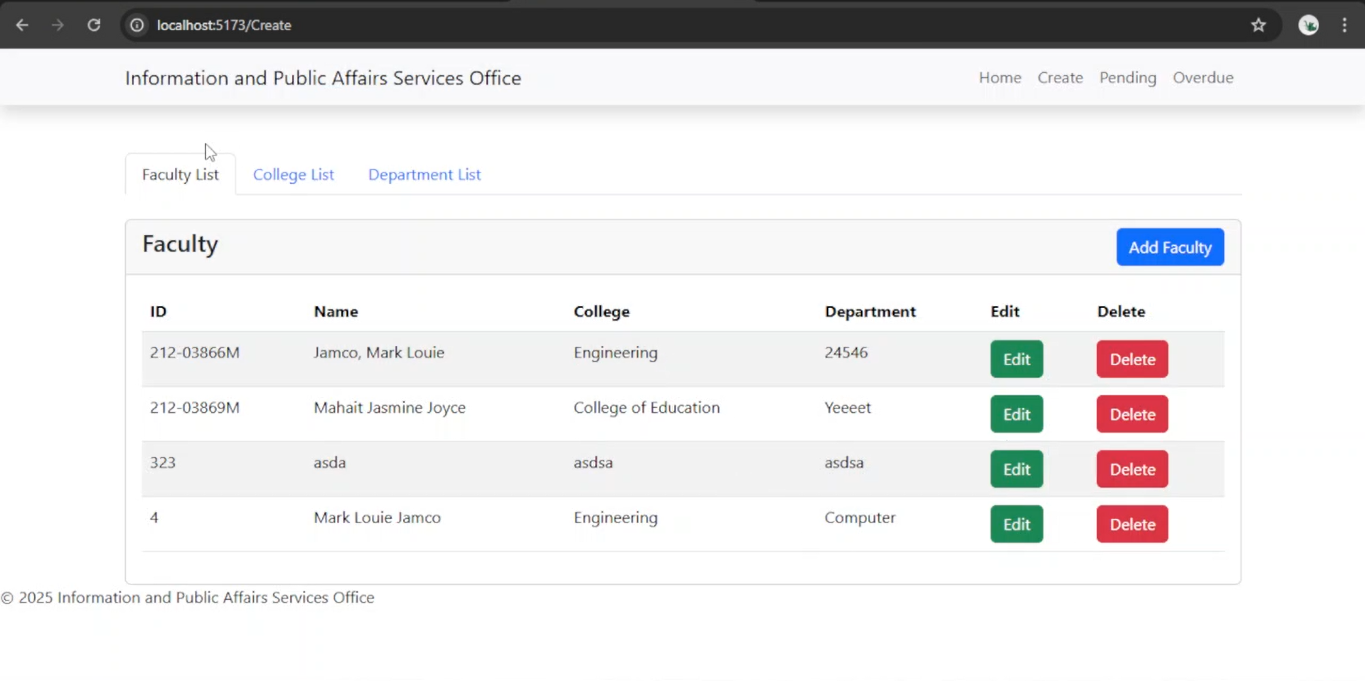 localhost:5173/Create
Information and Public Affairs Services Office Home Create Pending Overdue
Faculty List College List Department List
Faculty Add Faculty
ID Name College Department Edit Delete
212-03866M Jamco, Mark Louie Engineering 24546 Edit Delete
212-03869M Mahait Jasmine Joyce College of Education Yeeeet Edit Delete
323 asda asdsa asdsa Edit Delete
4 Mark Louie Jamco Engineering Computer Edit Delete
© 2025 Information and Public Affairs Services Office